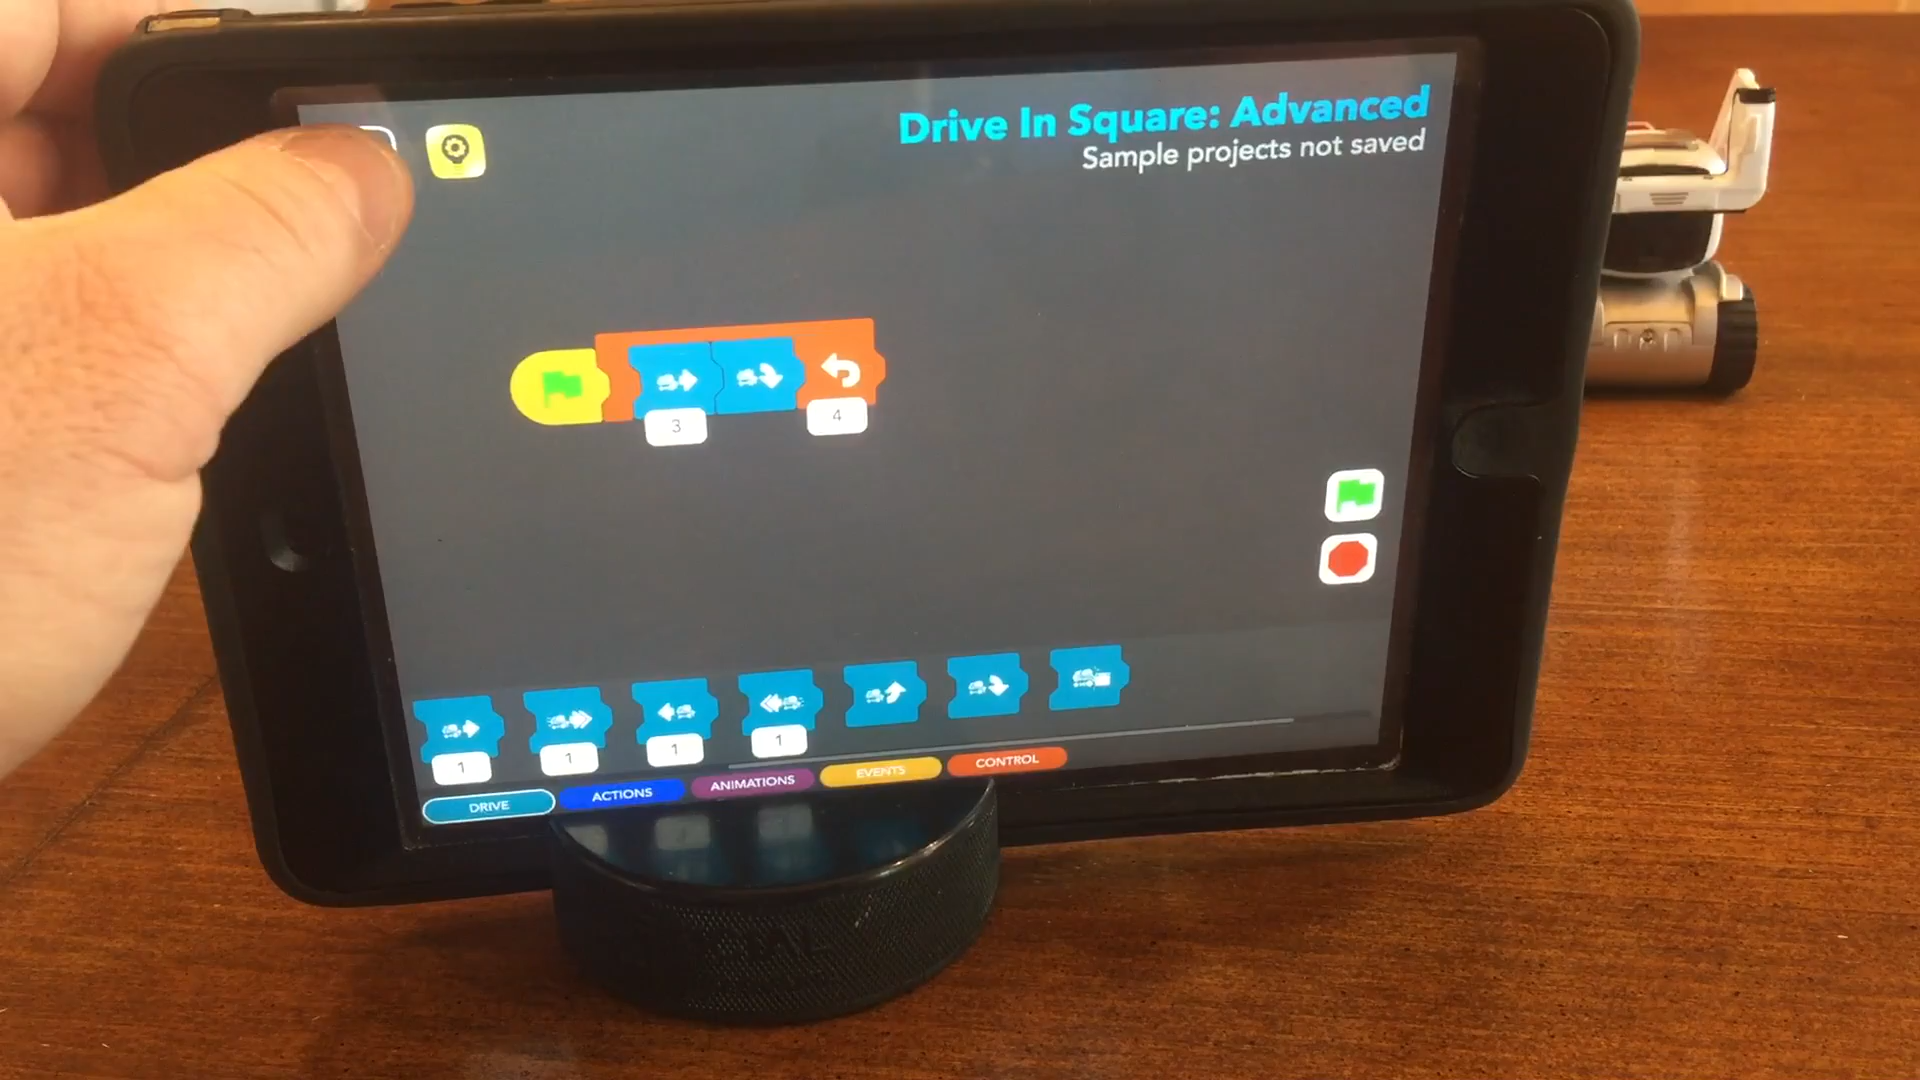 Drive In Square: Advanced
Sample projects not saved
3
4
1
1
1
1
DRIVE
ACTIONS
ANIMATIONS
EVENTS
CONTROL